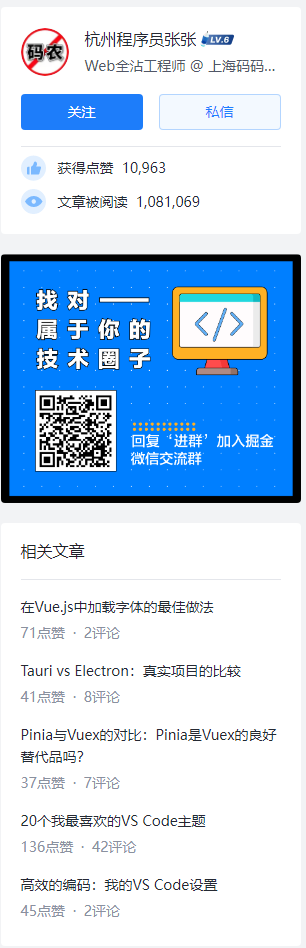 码农
杭州程序员张张 LV.6
Web全沾工程师 @ 上海码码...
关注 私信
获得点赞 10,963
文章被阅读 1,081,069
找对——
属于你的
技术圈子
回复‘进群’加入掘金
微信交流群
相关文章
在Vue.js中加载字体的最佳做法
71点赞 · 2评论
Tauri vs Electron：真实项目的比较
41点赞 · 8评论
Pinia与Vuex的对比：Pinia是Vuex的良好
替代品吗?
37点赞 · 7评论
20个我最喜欢的VS Code主题
136点赞 · 42评论
高效的编码：我的VS Code设置
45点赞 · 2评论